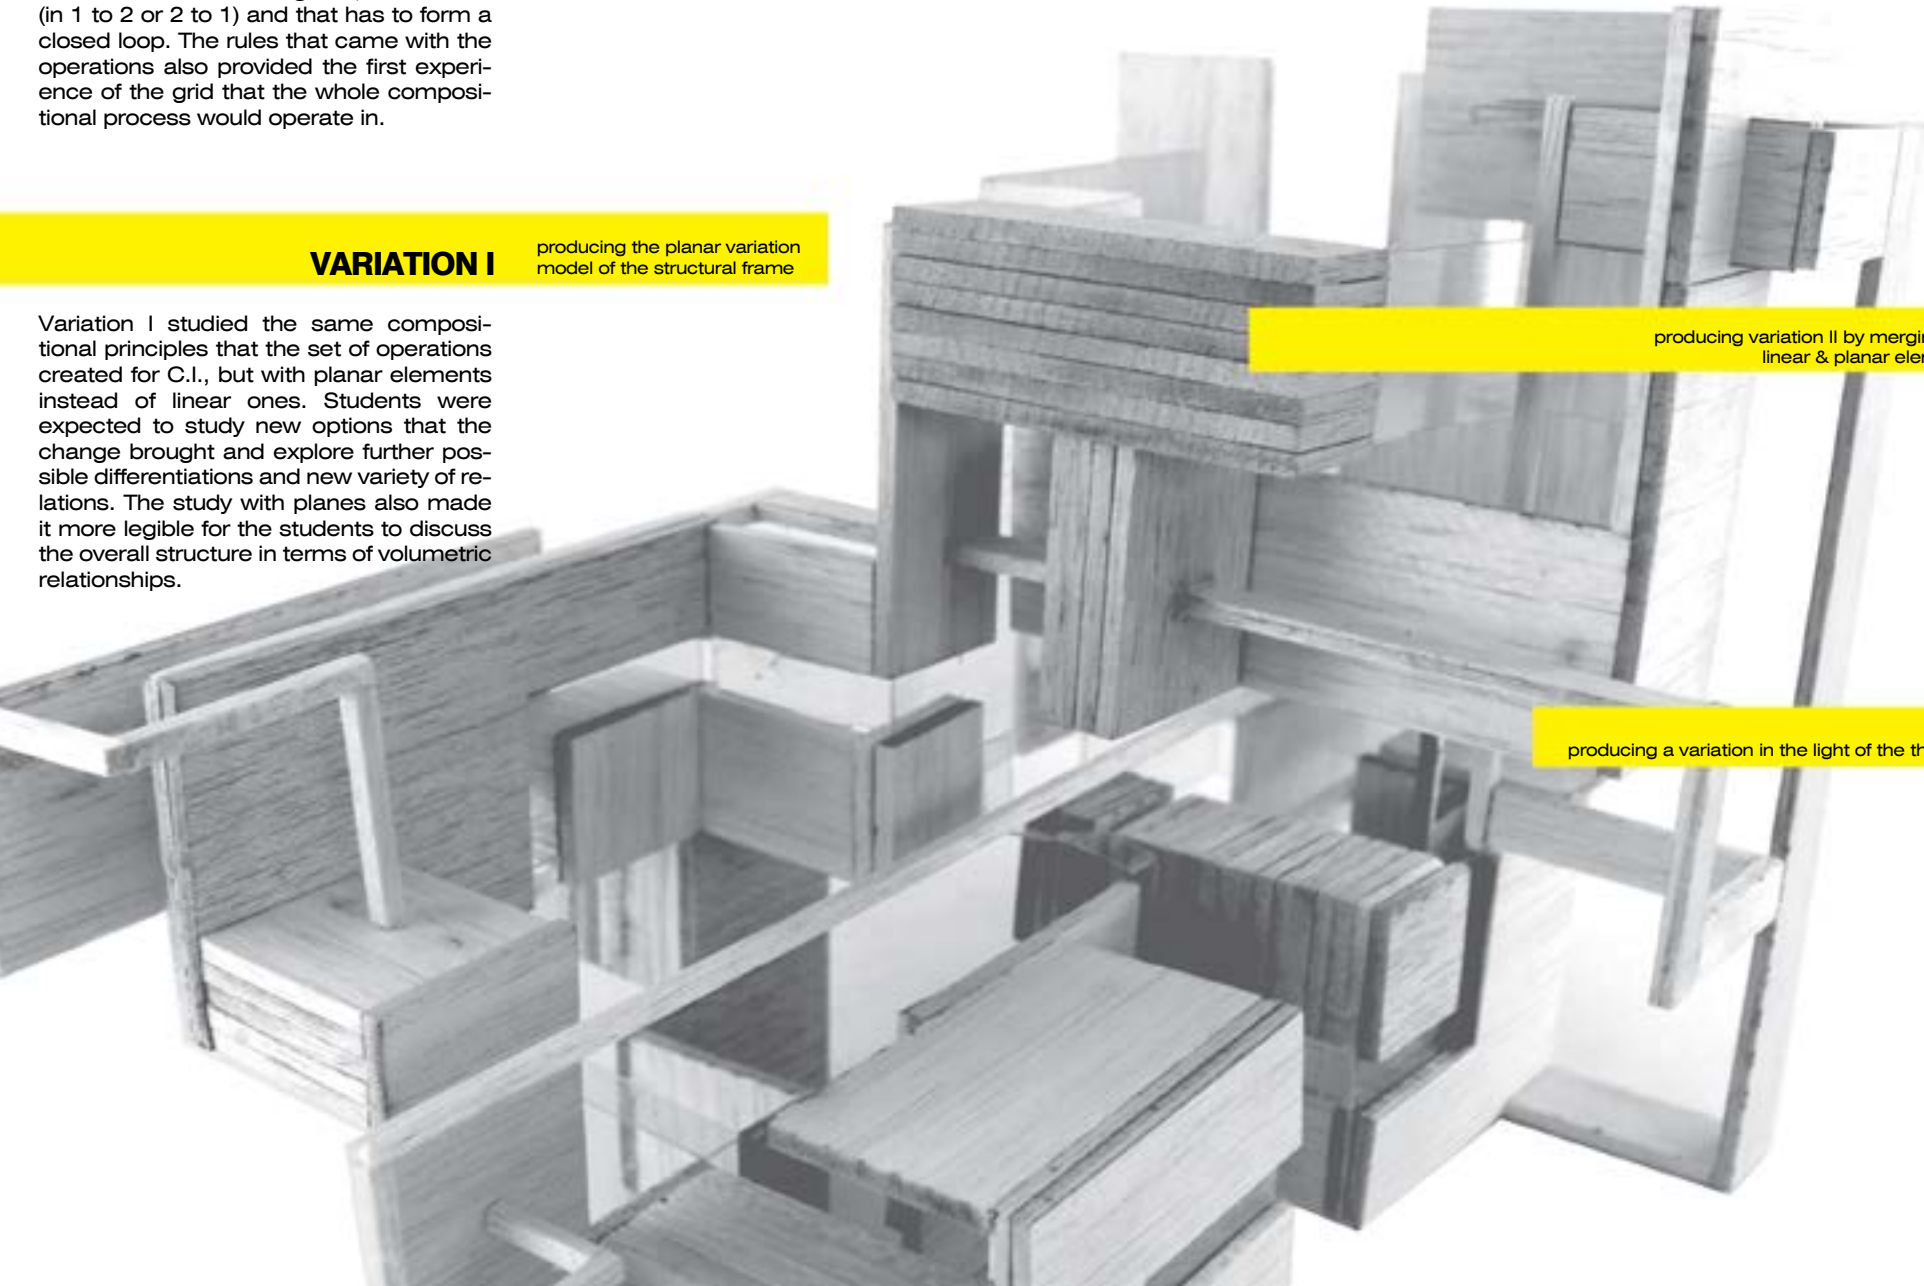 (in 1 to 2 or 2 to 1) and that has to form a
closed loop. The rules that came with the
operations also provided the first experi-
ence of the grid that the whole composi-
tional process would operate in.
VARIATION I
producing the planar variation
model of the structural frame
Variation I studied the same composi-
tional principles that the set of operations
created for C.I., but with planar elements
instead of linear ones. Students were
expected to study new options that the
change brought and explore further pos-
sible differentiations and new variety of re-
lations. The study with planes also made
it more legible for the students to discuss
the overall structure in terms of volumetric
relationships.
producing variation II by
linear & planar
producing a variation in the light of the